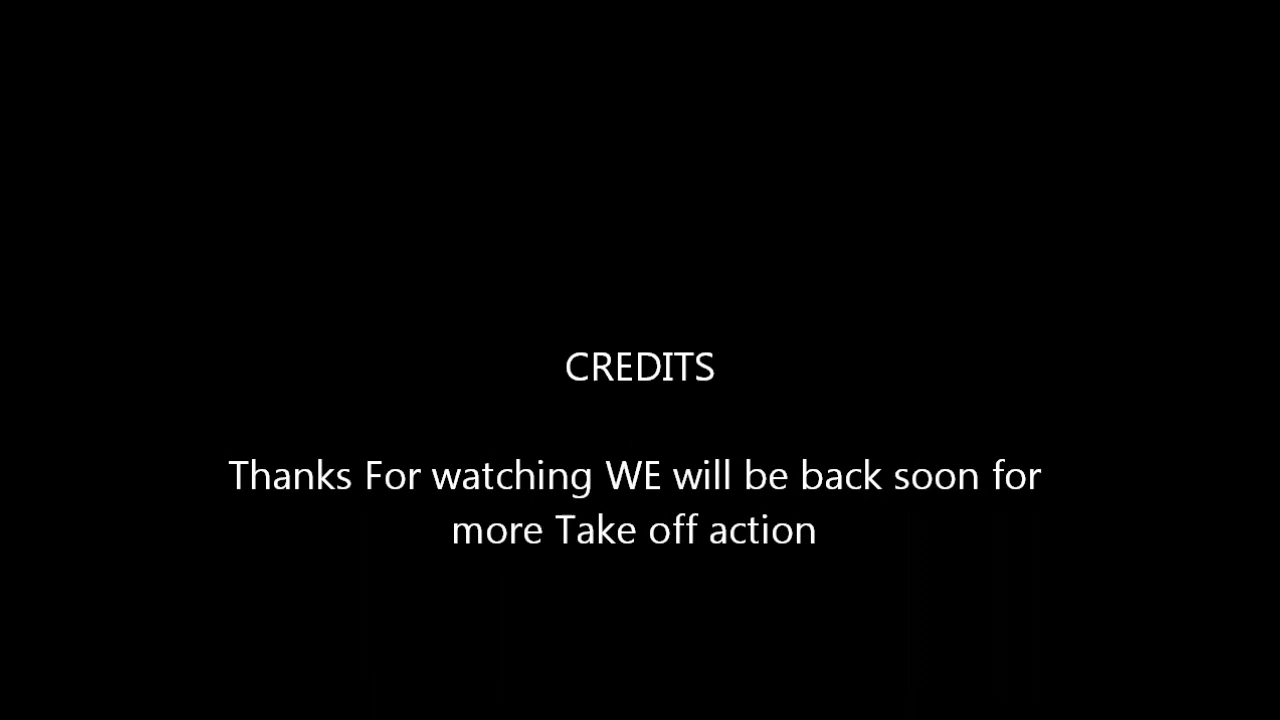 CREDITS
Thanks For watching WE will be back soon for
more Take off action